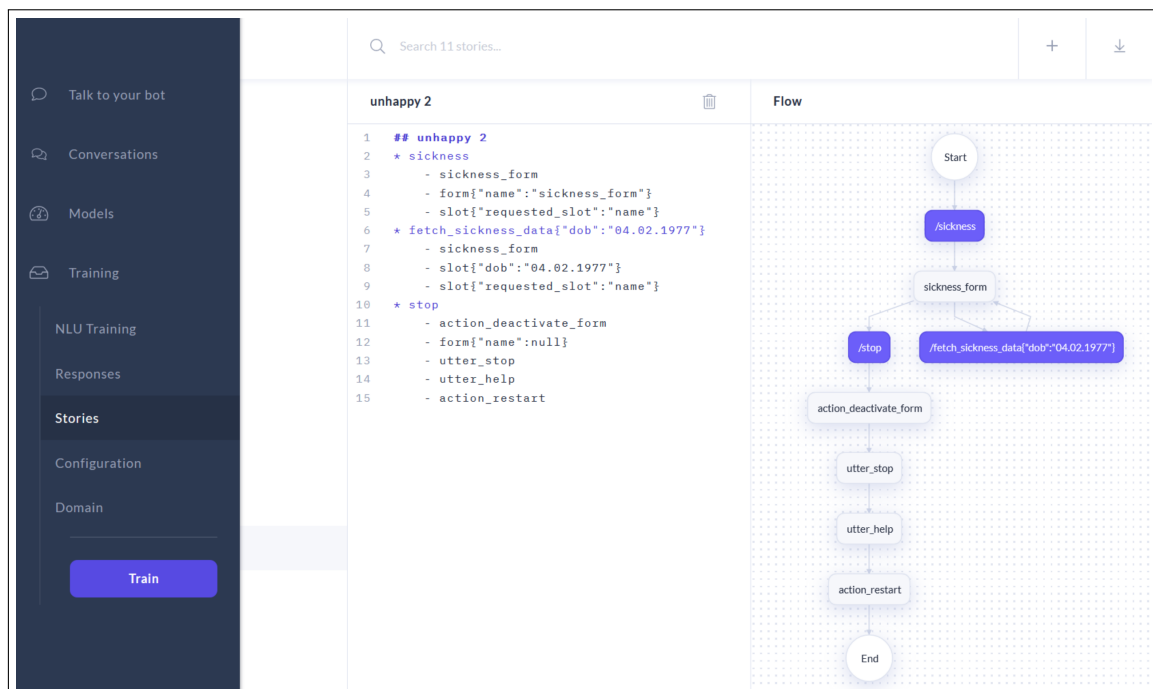 Talk to your bot
Conversations
Models
Training
NLU Training
Responses
Stories
Configuration
Domain
Train
Search 11 stories...
unhappy 2
1 ## unhappy 2
2 * sickness
3 - sickness_form
4 - form{"name":"sickness_form"}
5 - slot{"requested_slot":"name"}
6 * fetch_sickness_data{"dob":"04.02.1977"}
7 - sickness_form
8 - slot{"dob":"04.02.1977"}
9 - slot{"requested_slot":"name"}
10 * stop
11 - action_deactivate_form
12 - form{"name":null}
13 - utter_stop
14 - utter_help
15 - action_restart
Flow
Start
/sickness
sickness_form
/stop
/fetch_sickness_data{"dob":"04.02.1977"}
action_deactivate_form
utter_stop
utter_help
action_restart
End